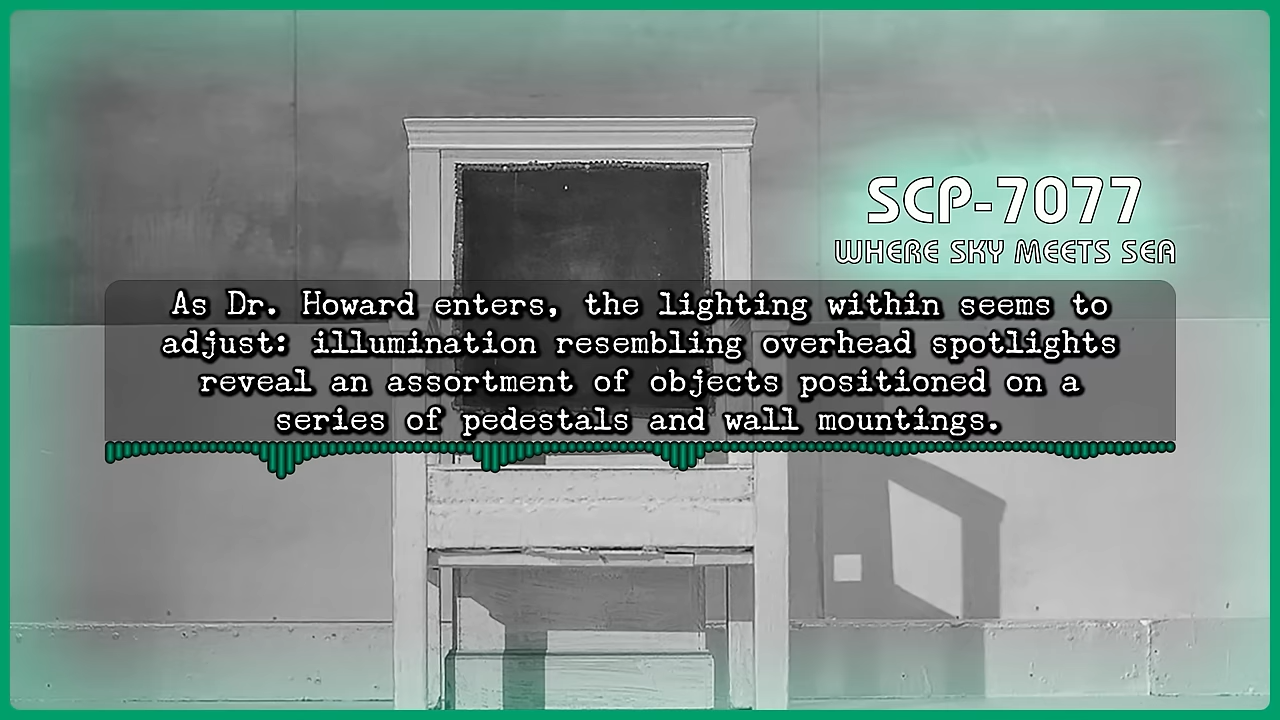 SCP-7077
WHERE SKY MEETS SEA
As Dr. Howard enters, the lighting within seems to
adjust: illumination resembling overhead spotlights
reveal an assortment of objects positioned on a
series of pedestals and wall mountings.